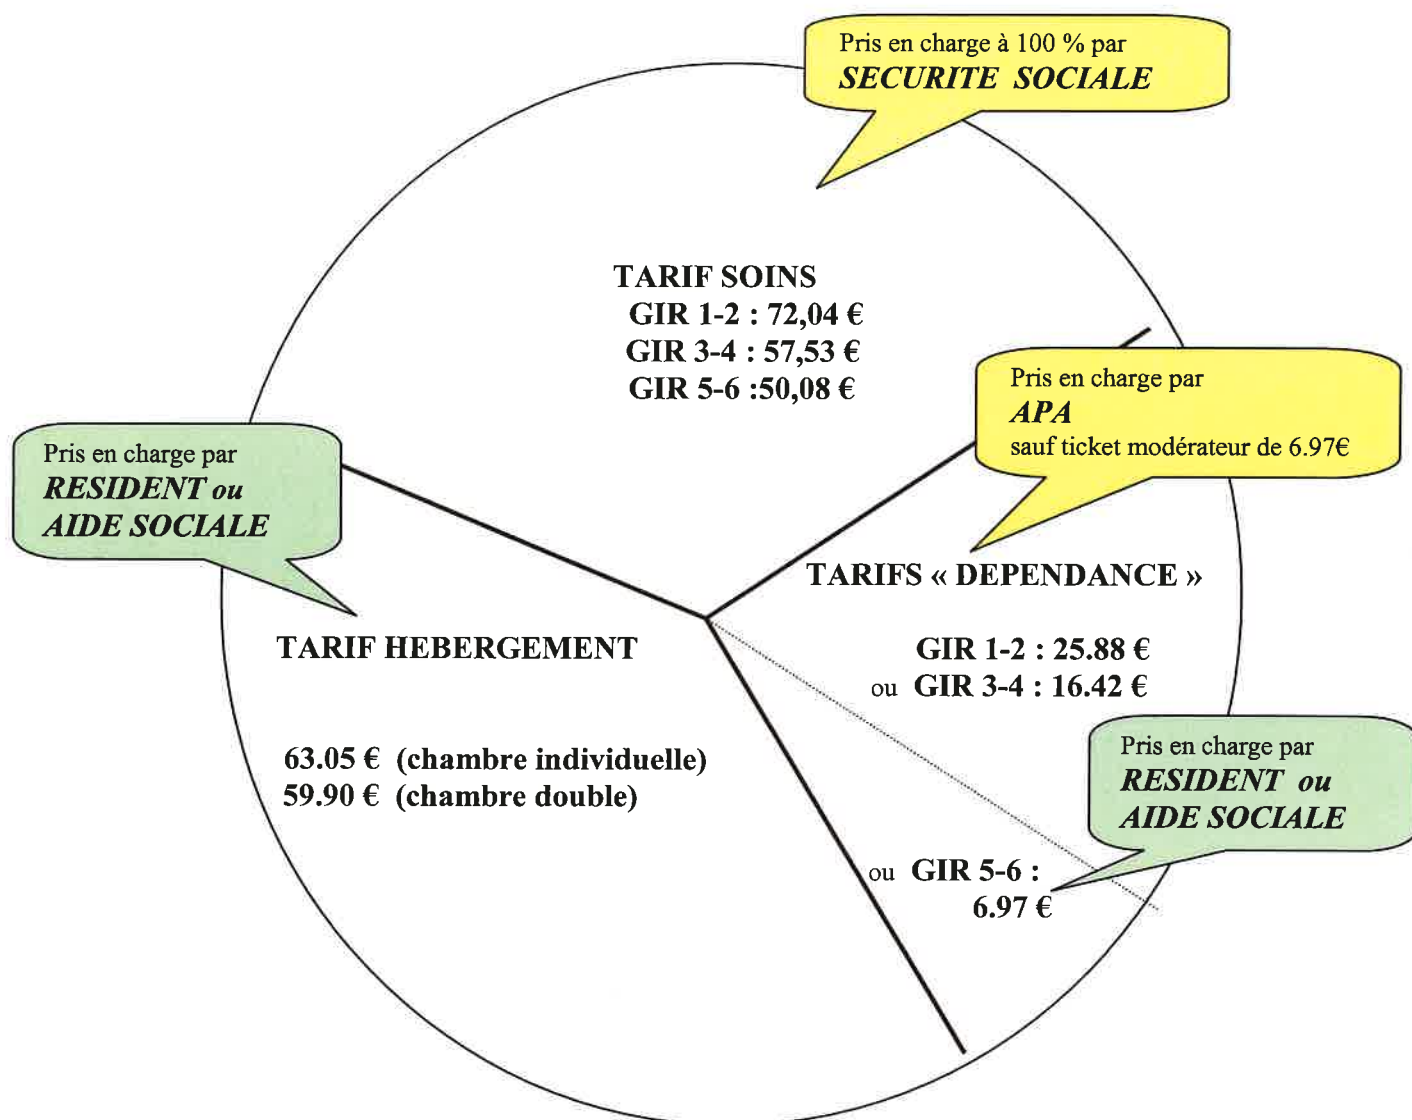 Pris en charge à 100 % par
SECURITE SOCIALE
TARIF SOINS
GIR 1-2 : 72,04 €
GIR 3-4 : 57,53 €
GIR 5-6 :50,08 €
Pris en charge par
APA
sauf ticket modérateur de 6.97€
Pris en charge par
RESIDENT ou
AIDE SOCIALE
TARIFS « DEPENDANCE »
GIR 1-2 : 25.88 €
ou GIR 3-4 : 16.42 €
TARIF HEBERGEMENT
63.05 € (chambre individuelle)
59.90 € (chambre double)
Pris en charge par
RESIDENT ou
AIDE SOCIALE
ou GIR 5-6 :
6.97 €